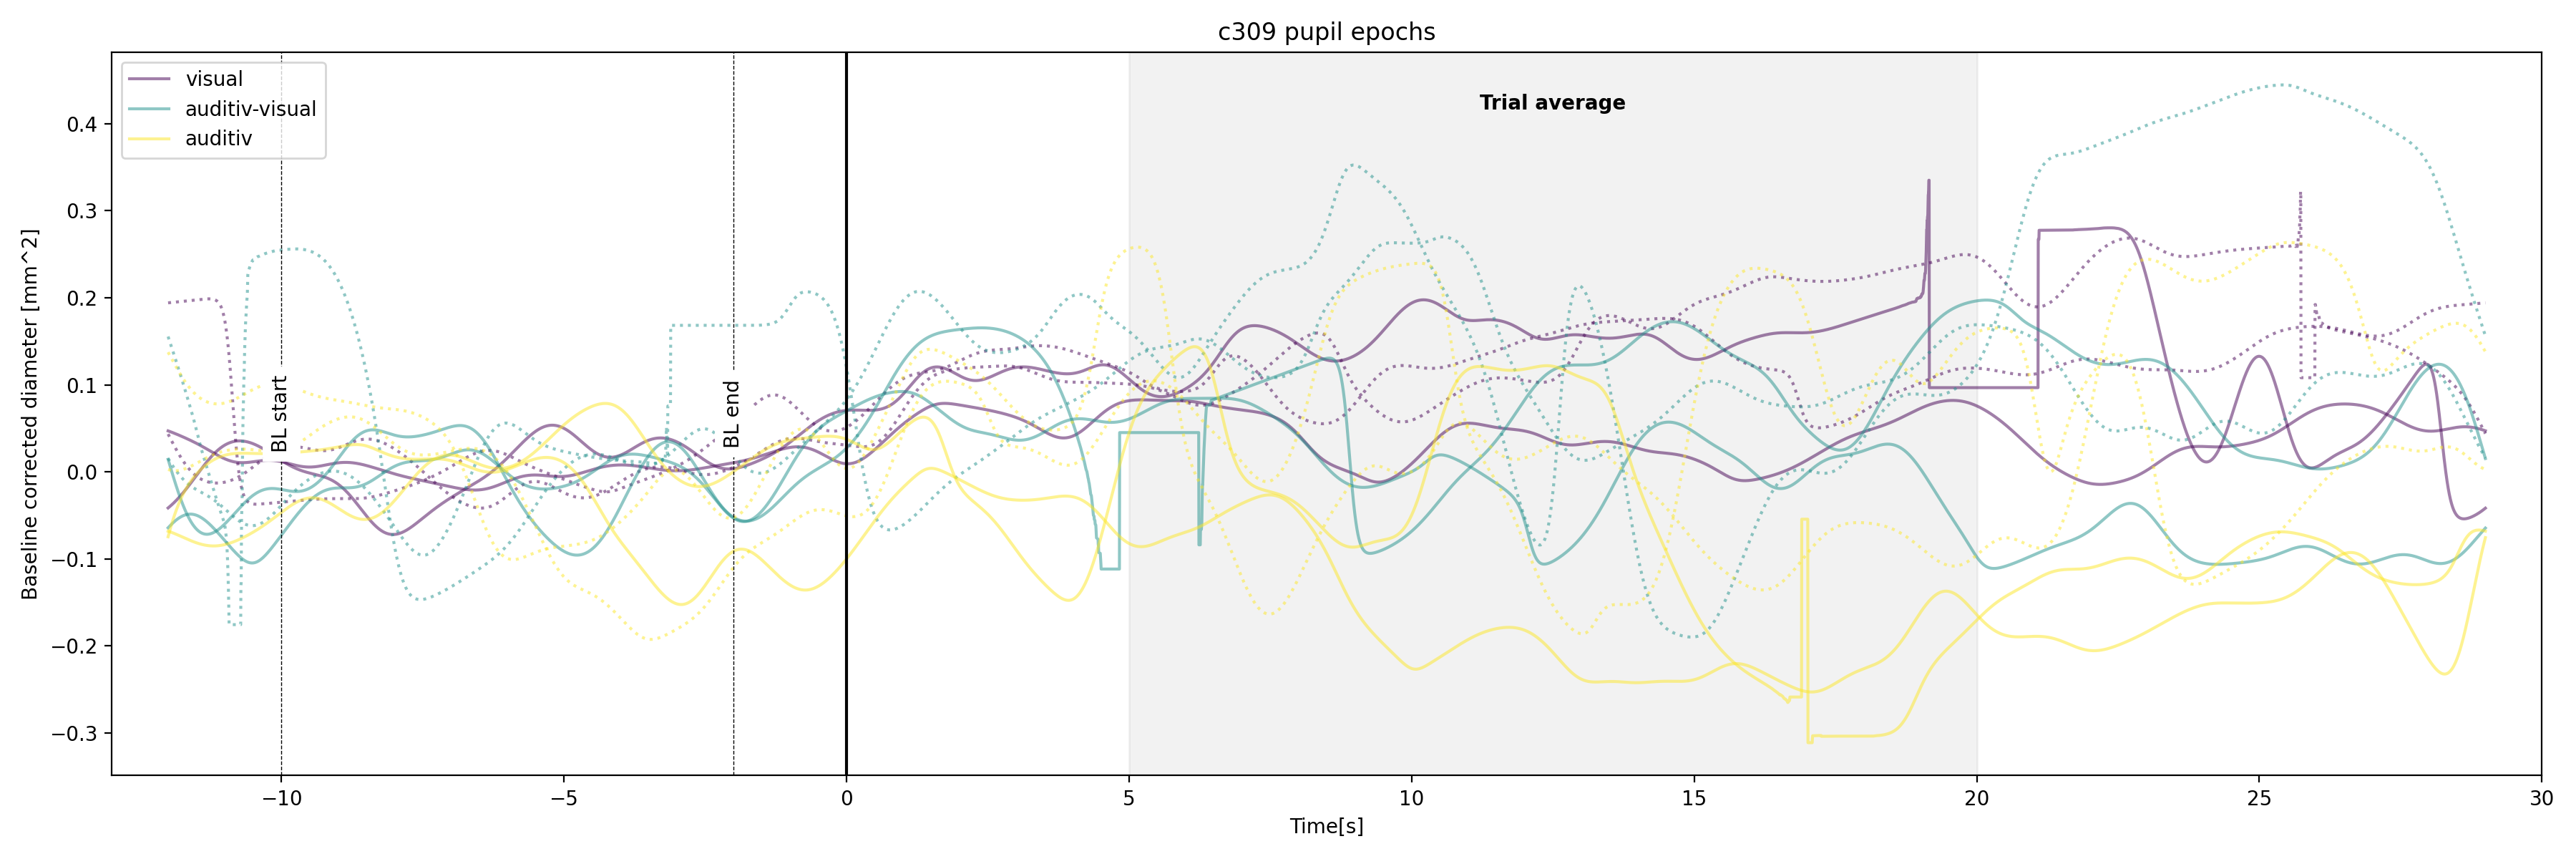 c309 pupil epochs
visual
auditiv-visual
auditiv
Trial average
BL start
BL end
Baseline corrected diameter [mm^2]
0.4
0.3
0.2
0.1
0.0
−0.1
−0.2
−0.3
−10
−5
0
5
10
15
20
25
30
Time[s]